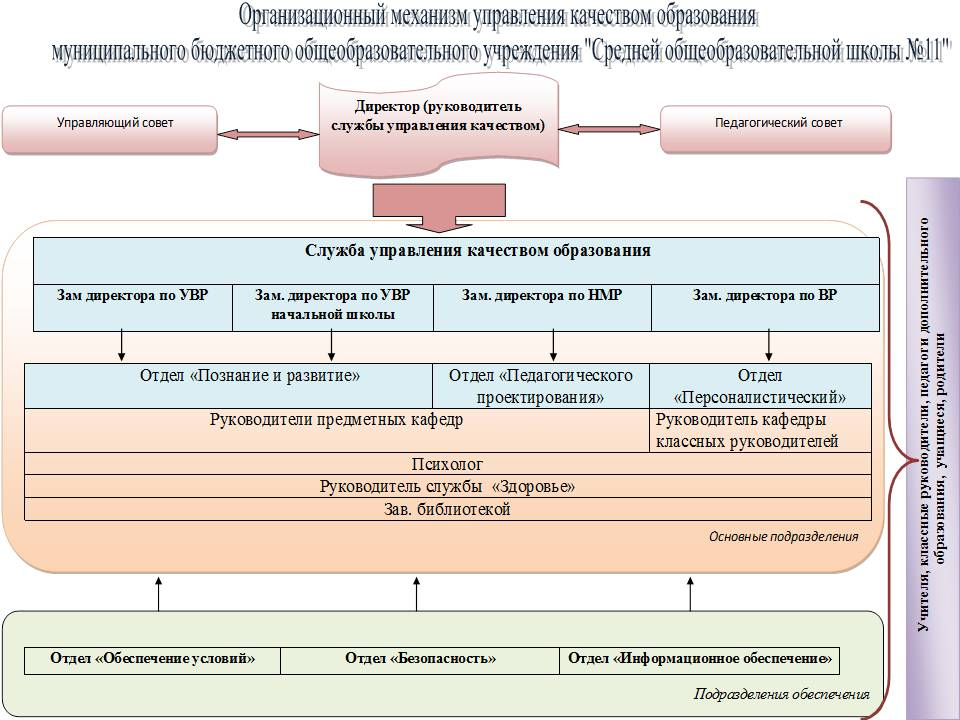 Организационный механизм управления качеством образования
муниципального бюджетного общеобразовательного учреждения "Средней общеобразовательной школы №11"
Управляющий совет
Директор (руководитель
службы управления качеством)
Педагогический совет
Служба управления качеством образования
Зам директора по УВР
Зам. директора по УВР
начальной школы
Зам. директора по НМР
Зам. директора по ВР
Отдел «Познание и развитие»
Отдел «Педагогического
проектирования»
Отдел
«Персоналистический»
Руководители предметных кафедр
Руководитель кафедры
классных руководителей
Психолог
Руководитель службы «Здоровье»
Зав. библиотекой
Основные подразделения
Отдел «Обеспечение условий»
Отдел «Безопасность»
Отдел «Информационное обеспечение»
Подразделения обеспечения
Учителя, классные руководители, педагоги дополнительного
образования, учащиеся, родители